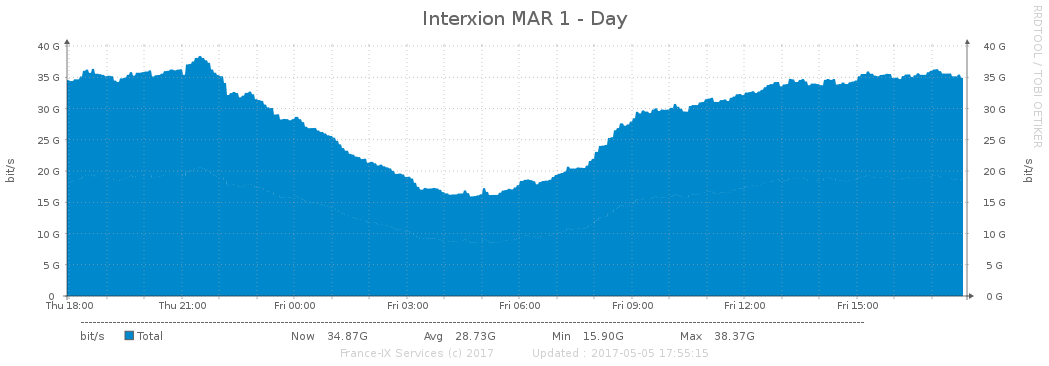 Interxion MAR 1 - Day
RRDTOOL / TOBI OETIKER
bit/s
bit/s
40 G 40 G
35 G 35 G
30 G 30 G
25 G 25 G
20 G 20 G
15 G 15 G
10 G 10 G
5 G 5 G
0 0 G
Thu 18:00 Thu 21:00 Fri 00:00 Fri 03:00 Fri 06:00 Fri 09:00 Fri 12:00 Fri 15:00
bit/s Total Now 34.87G Avg 28.73G Min 15.90G Max 38.37G
France-IX Services (c) 2017 Updated : 2017-05-05 17:55:15